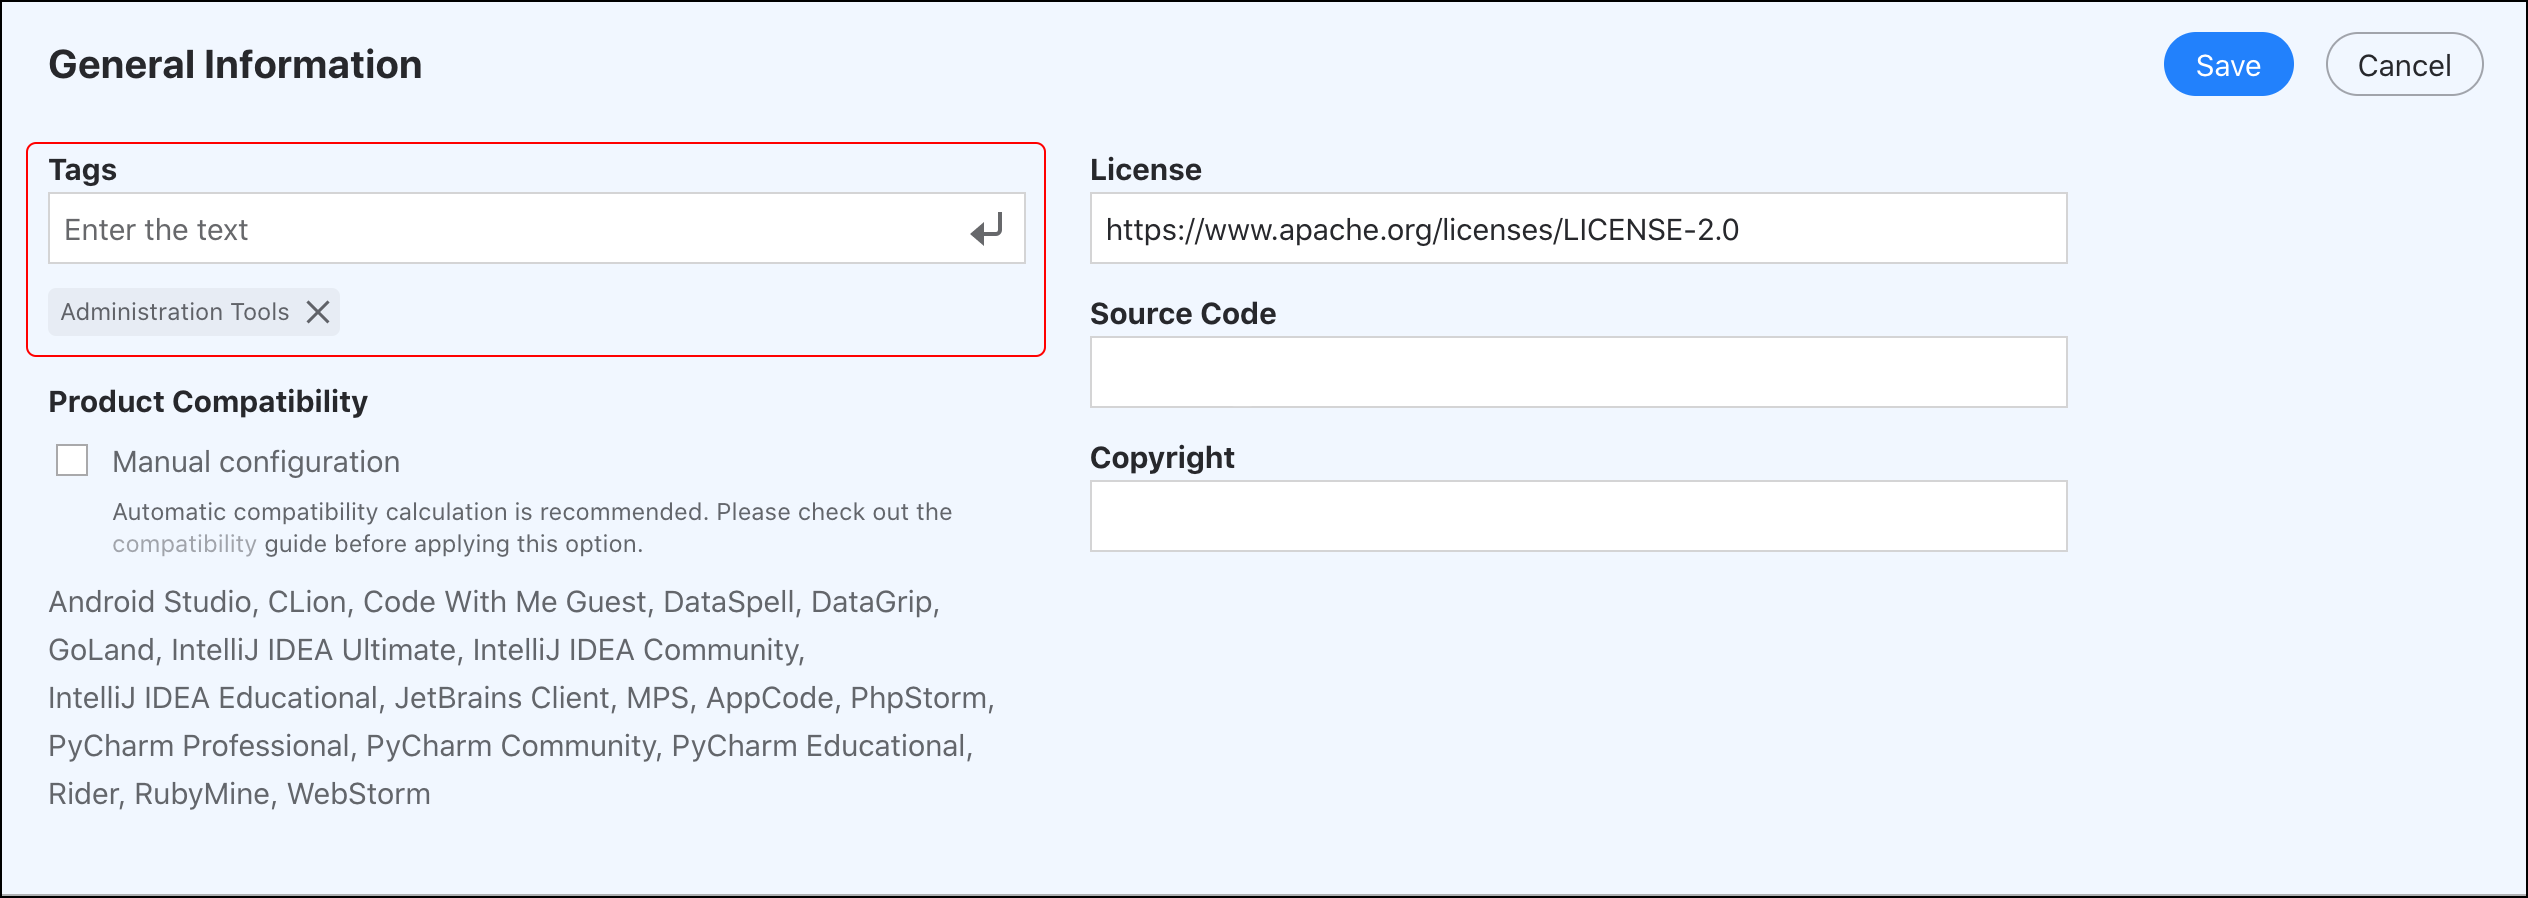 General Information
Save
Cancel
Tags
Enter the text
Administration Tools
Product Compatibility
Manual configuration
Automatic compatibility calculation is recommended. Please check out the
compatibility guide before applying this option.
Android Studio, CLion, Code With Me Guest, DataSpell, DataGrip,
GoLand, IntelliJ IDEA Ultimate, IntelliJ IDEA Community,
IntelliJ IDEA Educational, JetBrains Client, MPS, AppCode, PhpStorm,
PyCharm Professional, PyCharm Community, PyCharm Educational,
Rider, RubyMine, WebStorm
License
https://www.apache.org/licenses/LICENSE-2.0
Source Code
Copyright